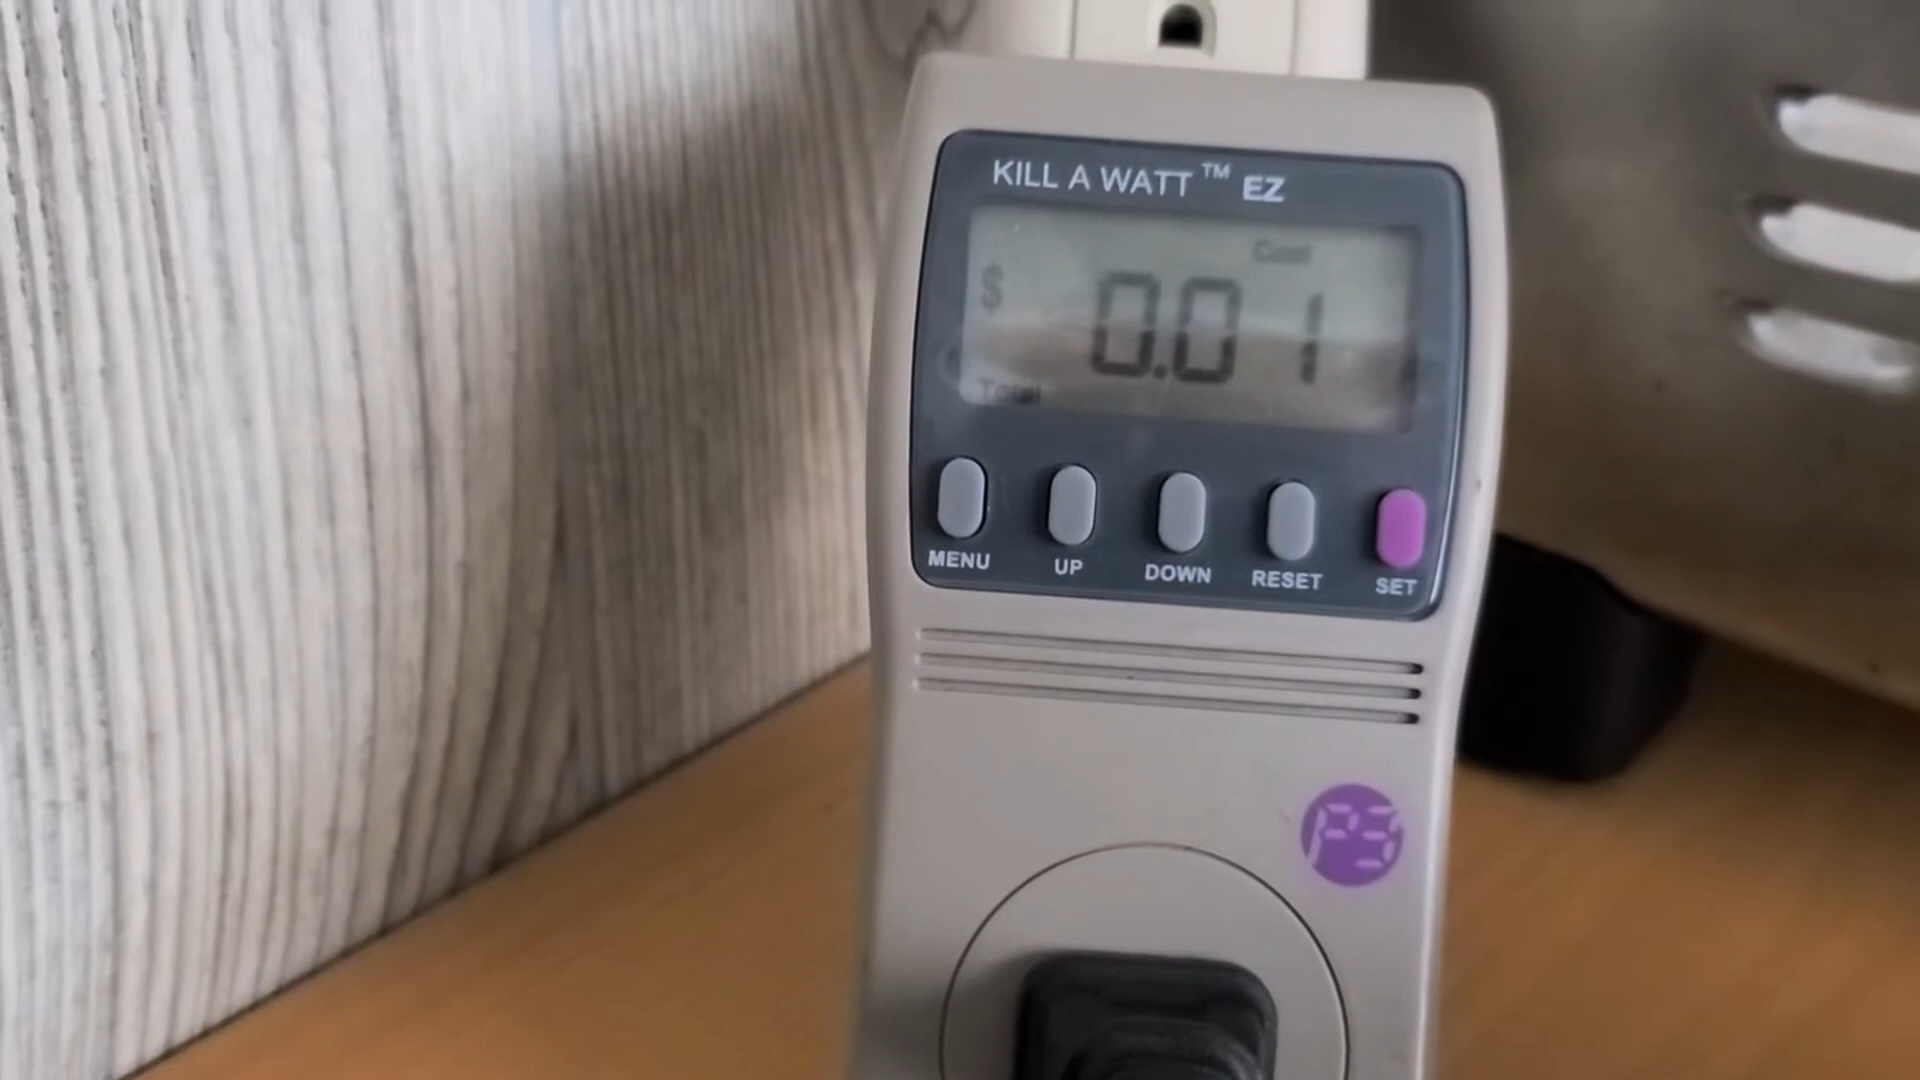 KILL A WATT™ EZ
Cost
$ 0.01
Total
MENU UP DOWN RESET SET
P3